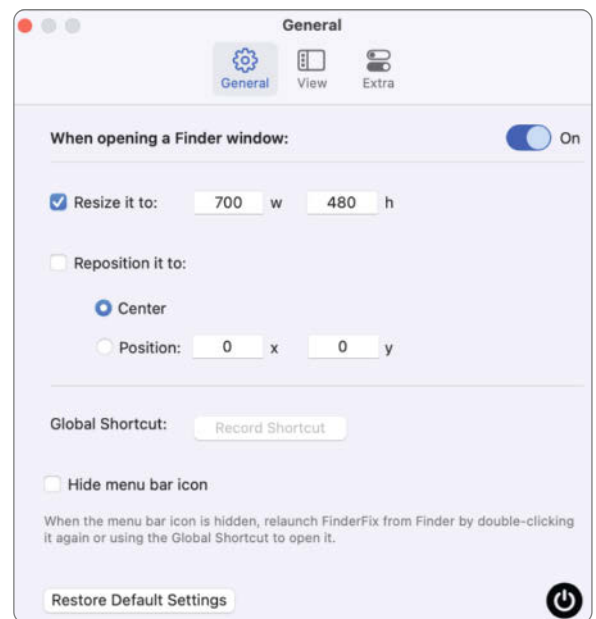 General
General View Extra
When opening a Finder window: On
Resize it to: 700 w 480 h
Reposition it to:
Center
Position: 0 x 0 y
Global Shortcut: Record Shortcut
Hide menu bar icon
When the menu bar icon is hidden, relaunch FinderFix from Finder by double-clicking
it again or using the Global Shortcut to open it.
Restore Default Settings